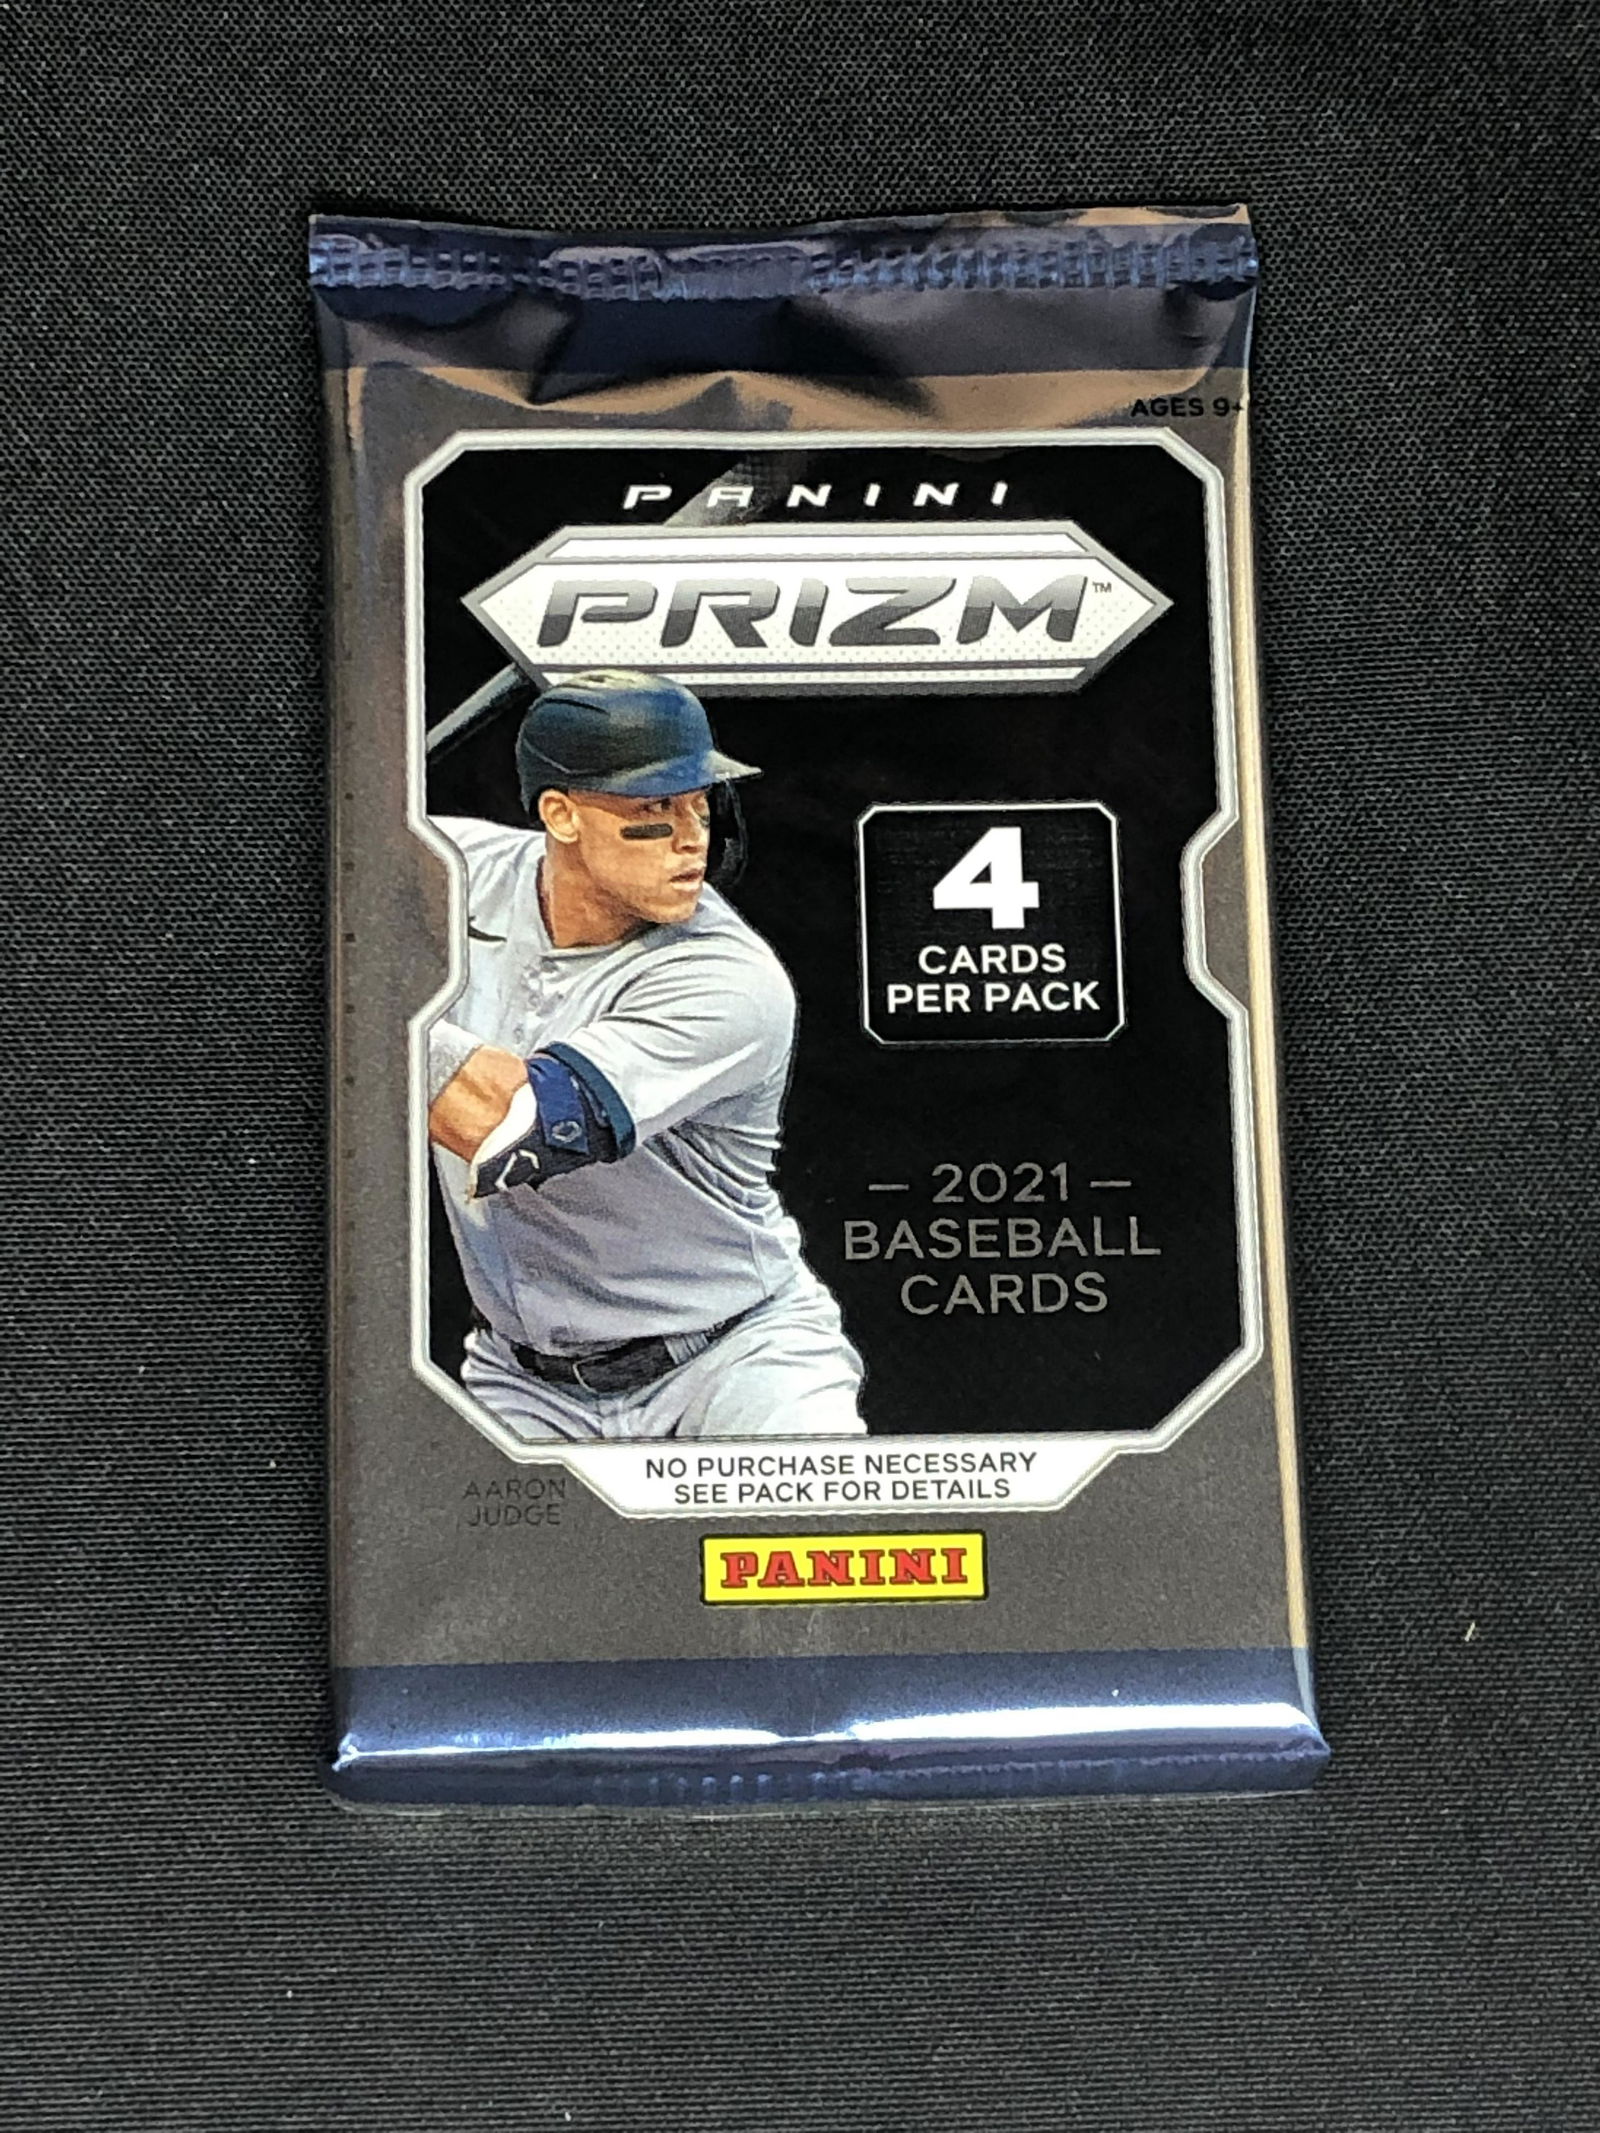 AGES 9+
PANINI
PRIZM™
4
CARDS
PER PACK
— 2021 —
BASEBALL
CARDS
NO PURCHASE NECESSARY
SEE PACK FOR DETAILS
AARON
JUDGE
PANINI